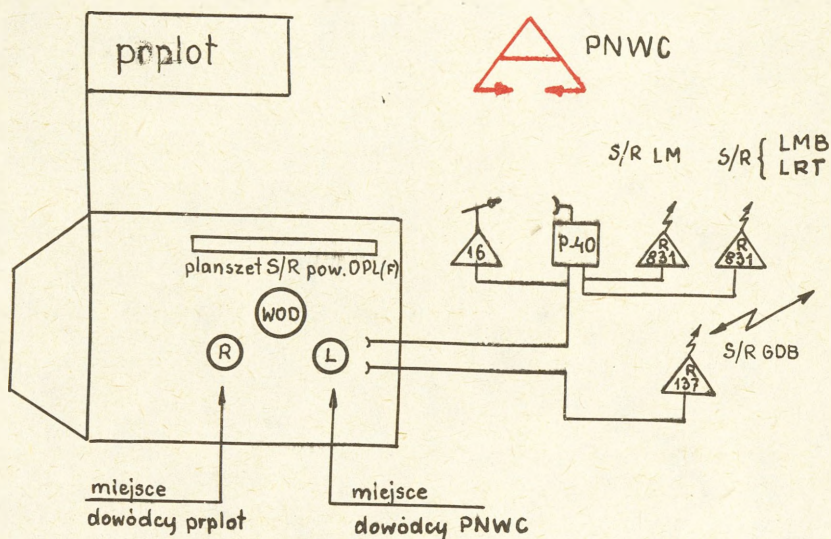 prplot
PNWC
S/R LM
S/R { LMB
LRT
16
P-40
R
831
R
831
planszet S/R pow. OPL(F)
WOD
R
L
S/R GDB
R
137
miejsce
dowódcy prplot
miejsce
dowódcy PNWC